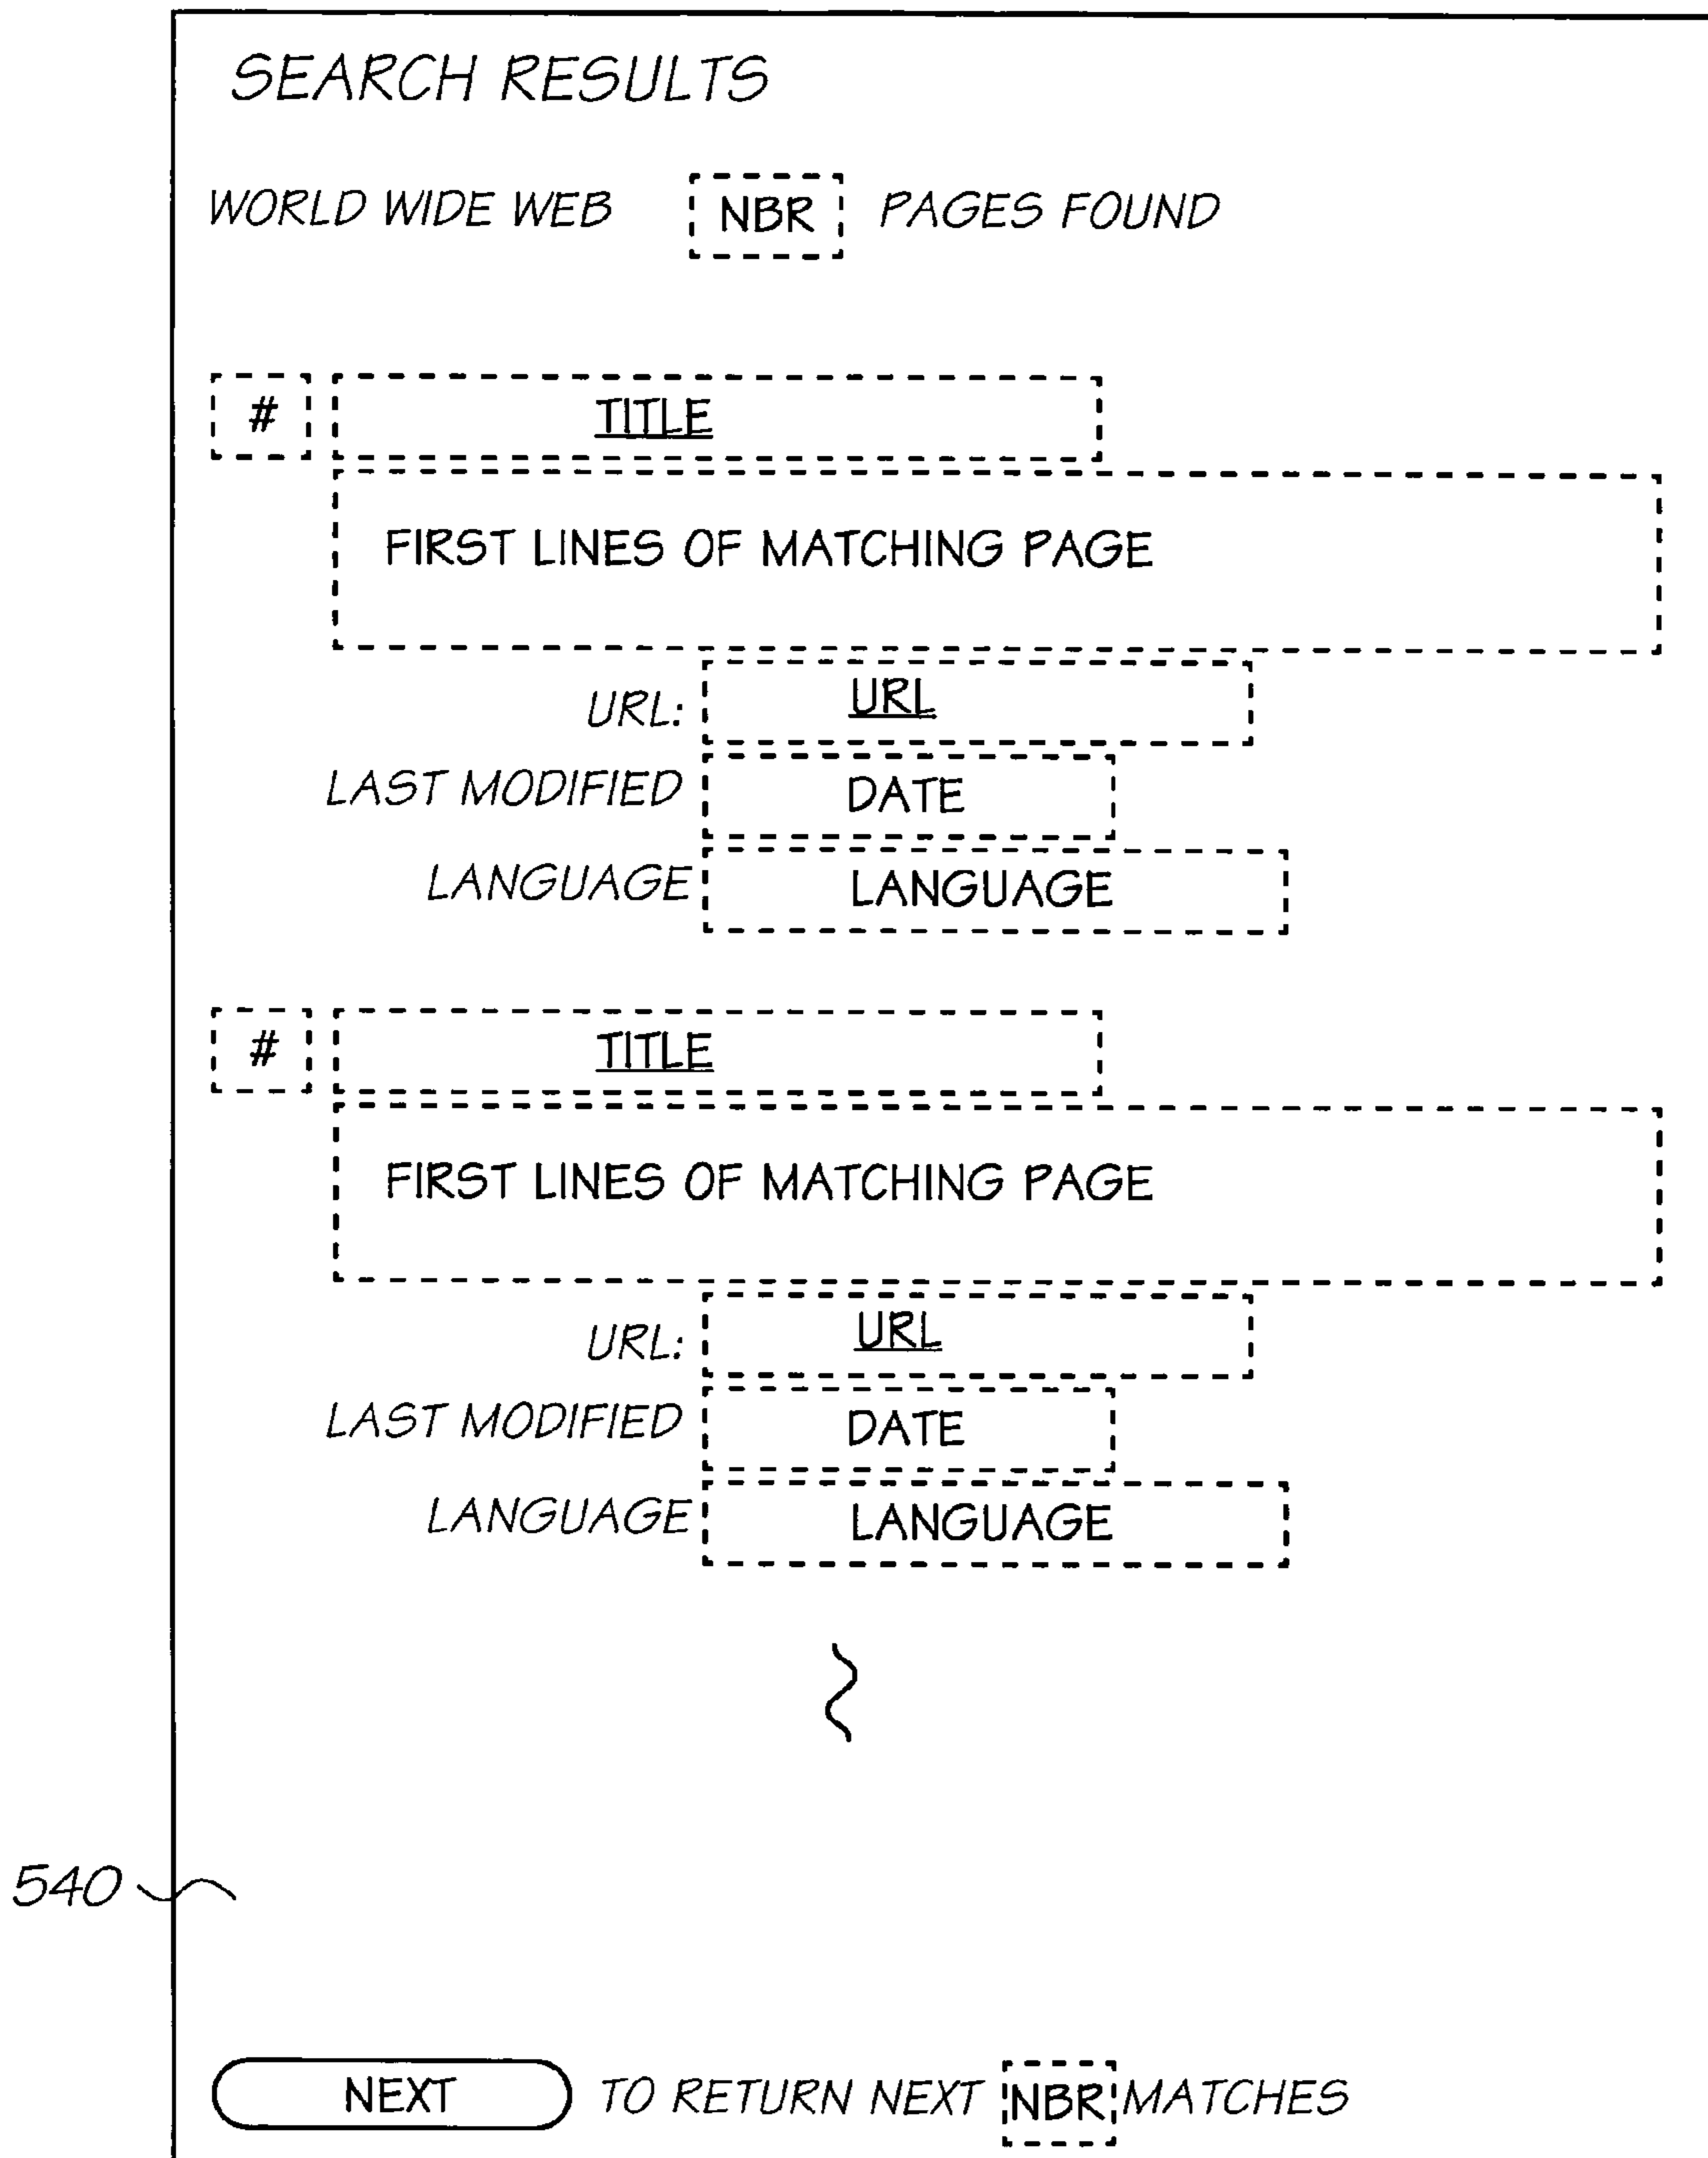 SEARCH RESULTS
WORLD WIDE WEB NBR PAGES FOUND
# TITLE
FIRST LINES OF MATCHING PAGE
URL: URL
LAST MODIFIED DATE
LANGUAGE LANGUAGE
# TITLE
FIRST LINES OF MATCHING PAGE
URL: URL
LAST MODIFIED DATE
LANGUAGE LANGUAGE
540
NEXT TO RETURN NEXT NBR MATCHES